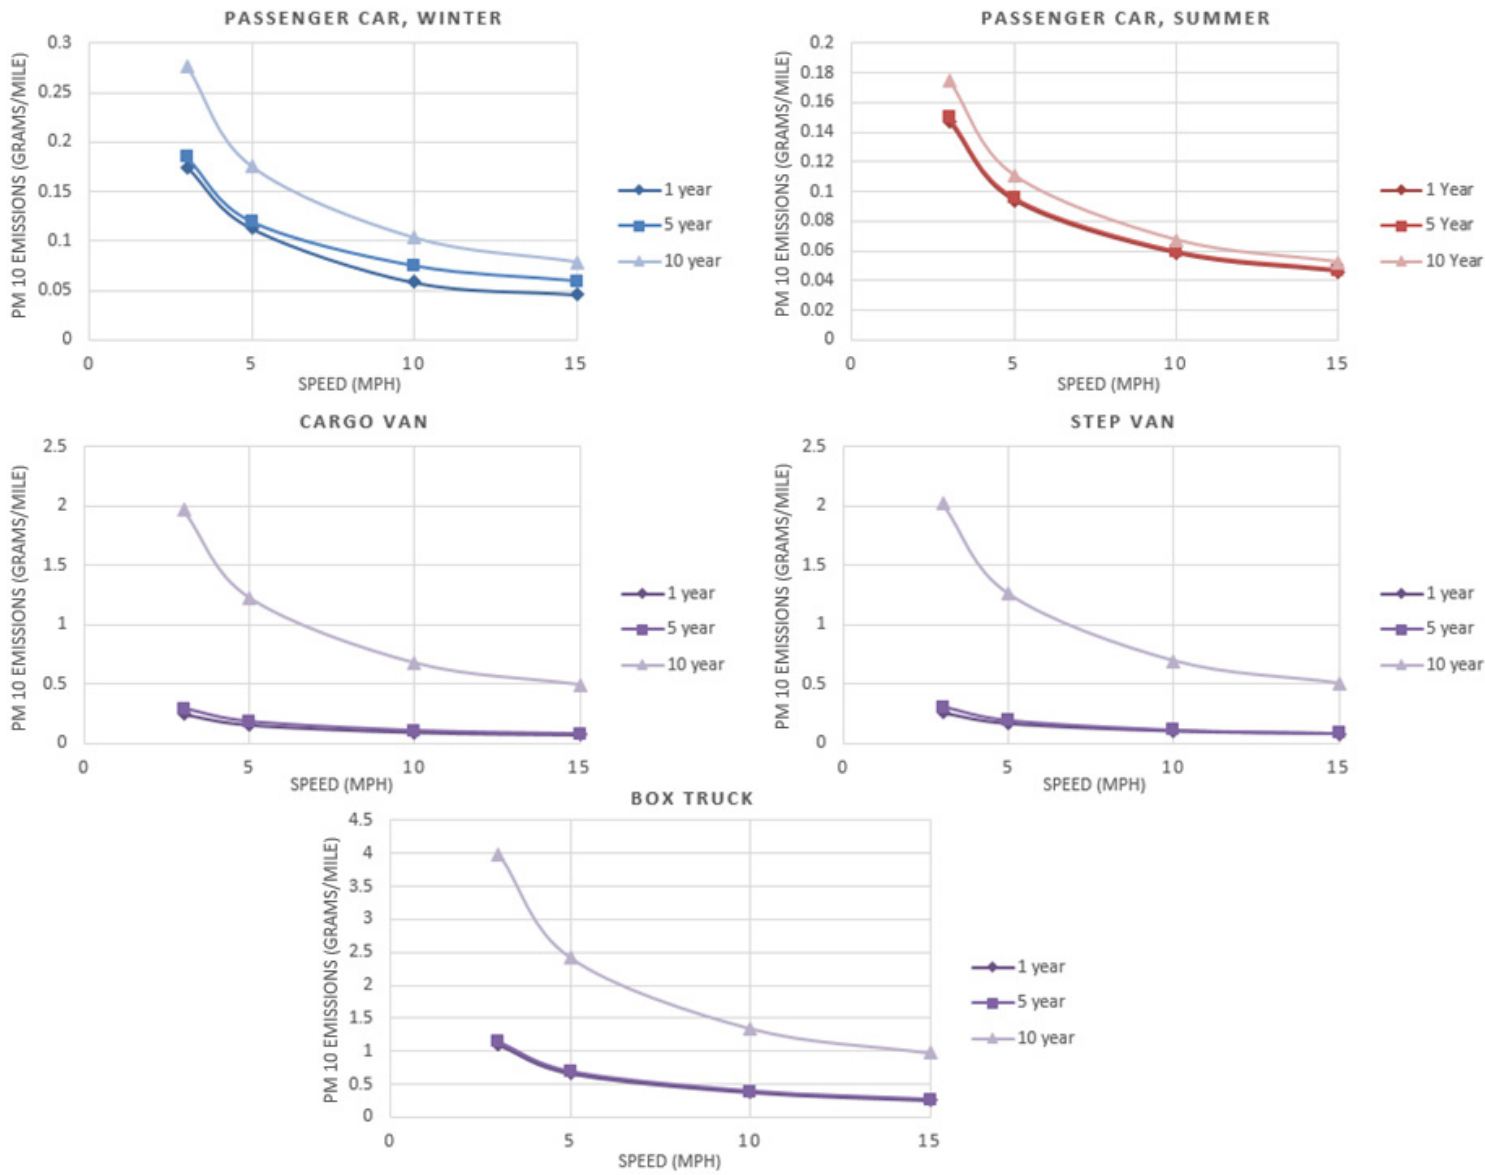 PASSENGER CAR, WINTER
PM 10 EMISSIONS (GRAMS/MILE)
0.3
0.25
0.2
0.15
0.1
0.05
0
0 5 10 15
SPEED (MPH)
1 year
5 year
10 year
PASSENGER CAR, SUMMER
PM 10 EMISSIONS (GRAMS/MILE)
0.2
0.18
0.16
0.14
0.12
0.1
0.08
0.06
0.04
0.02
0
0 5 10 15
SPEED (MPH)
1 Year
5 Year
10 Year
CARGO VAN
PM 10 EMISSIONS (GRAMS/MILE)
2.5
2
1.5
1
0.5
0
0 5 10 15
SPEED (MPH)
1 year
5 year
10 year
STEP VAN
PM 10 EMISSIONS (GRAMS/MILE)
2.5
2
1.5
1
0.5
0
0 5 10 15
SPEED (MPH)
1 year
5 year
10 year
BOX TRUCK
PM 10 EMISSIONS (GRAMS/MILE)
4.5
4
3.5
3
2.5
2
1.5
1
0.5
0
0 5 10 15
SPEED (MPH)
1 year
5 year
10 year